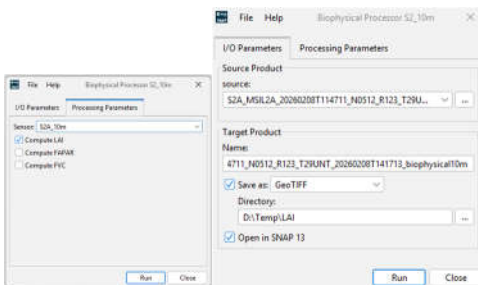 File Help Biophysical Processor S2_10m
I/O Parameters Processing Parameters
Sensor: S2A_10m
Compute LAI
Compute FAPAR
Compute FVC
Run Close
File Help Biophysical Processor S2_10m
I/O Parameters Processing Parameters
Source Product
source:
S2A_MSIL2A_20260208T114711_N0512_R123_T29U... ...
Target Product
Name:
4711_N0512_R123_T29UNT_20260208T141713_biophysical10m
Save as: GeoTIFF
Directory:
D:\Temp\LAI ...
Open in SNAP 13
Run Close